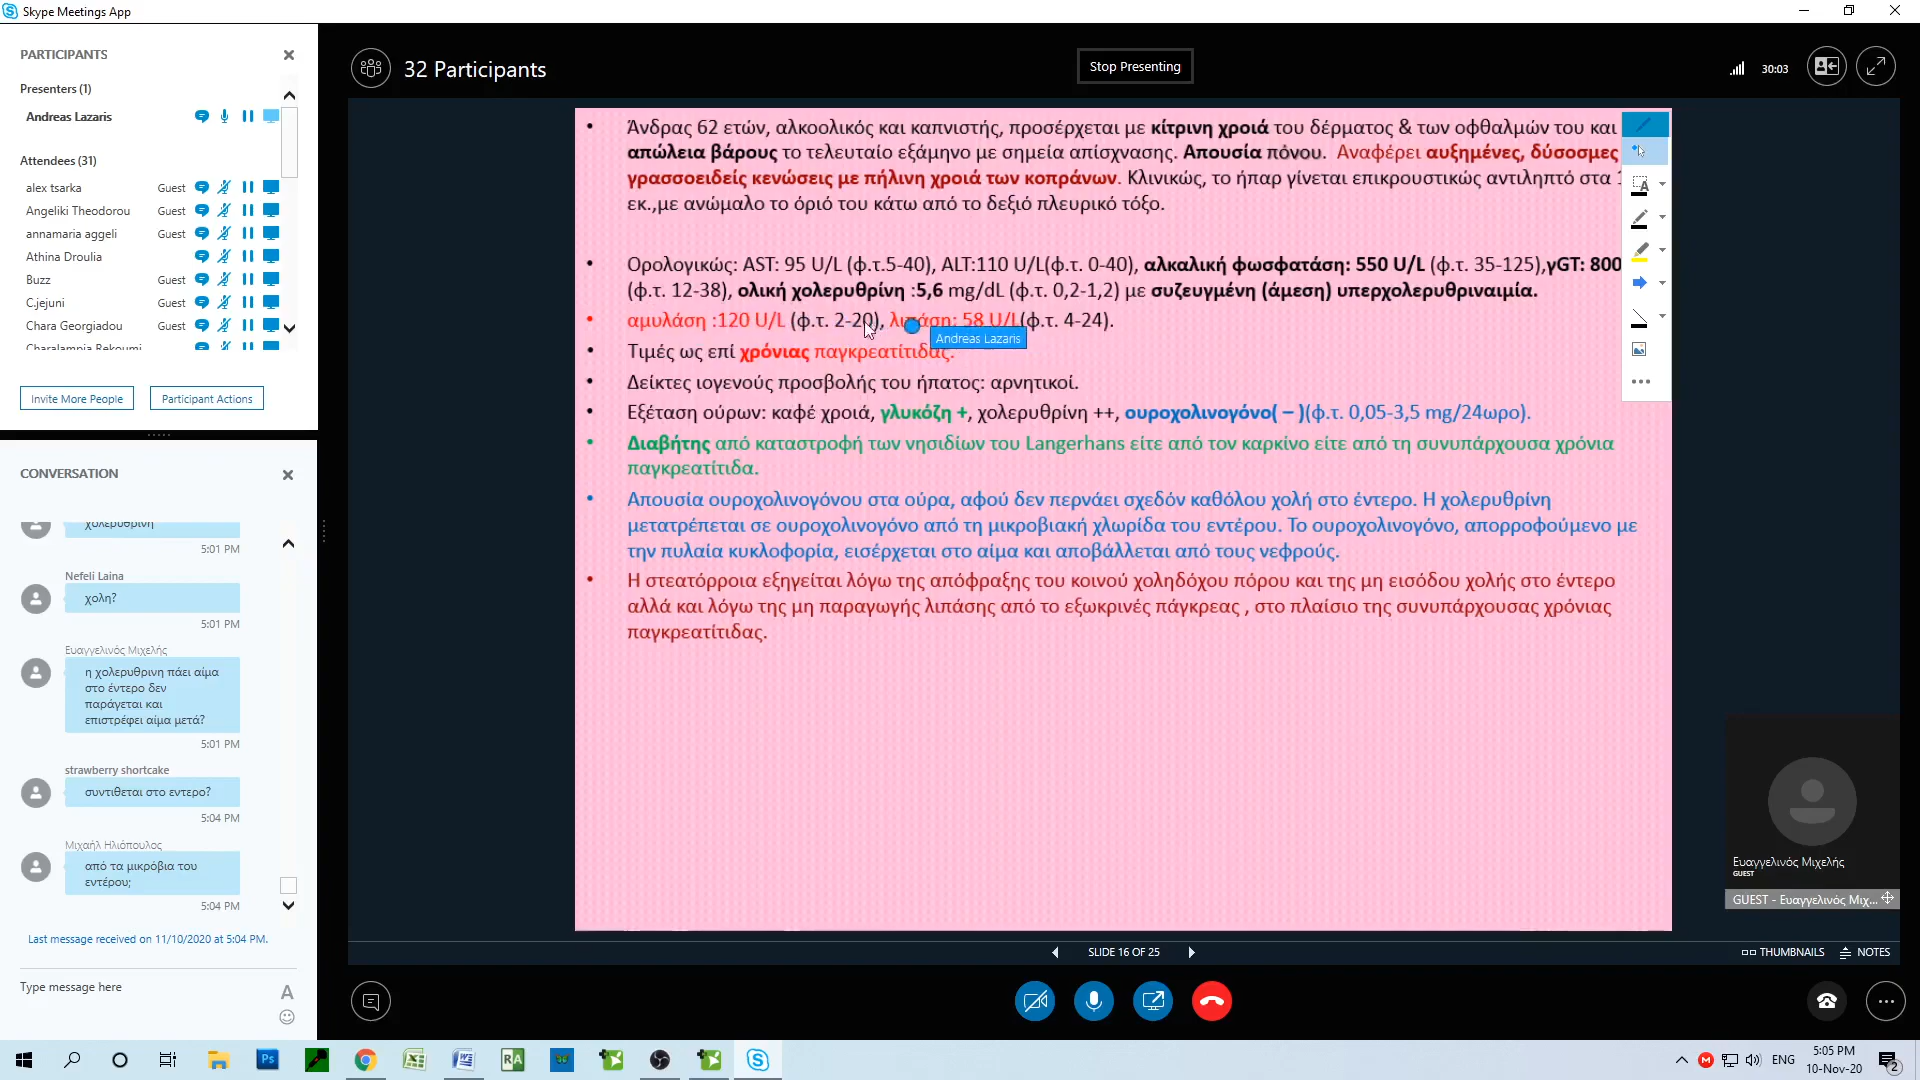 Skype Meetings App
PARTICIPANTS
Presenters (1)
Andreas Lazaris
Attendees (31)
alex tsarka Guest
Angeliki Theodorou Guest
annamaria aggeli Guest
Athina Droulia Guest
Buzz Guest
C.jejuni Guest
Chara Georgiadou Guest
Charalampia Rekoumi
Invite More People
Participant Actions
CONVERSATION
χολερυθρίνη
5:01 PM
Nefeli Laina
χολη?
5:01 PM
Ευαγγελινός Μιχελής
η χολερυθρινη πάει αίμα
στο έντερο δεν
παράγεται και
επιστρέφει αίμα μετά?
5:01 PM
strawberry shortcake
συντιθεται στο εντερο?
5:04 PM
Μιχαήλ Ηλιόπουλος
από τα μικρόβια του
εντέρου;
5:04 PM
Last message received on 11/10/2020 at 5:04 PM.
Type message here
32 Participants
Stop Presenting
30:03
• Άνδρας 62 ετών, αλκοολικός και καπνιστής, προσέρχεται με κίτρινη χροιά του δέρματος & των οφθαλμών του και
απώλεια βάρους το τελευταίο εξάμηνο με σημεία απίσχνασης. Απουσία πόνου. Αναφέρει αυξημένες, δύσοσμες
γρασσοειδείς κενώσεις με πήλινη χροιά των κοπράνων. Κλινικώς, το ήπαρ γίνεται επικρουστικώς αντιληπτό στα
εκ.,με ανώμαλο το όριό του κάτω από το δεξιό πλευρικό τόξο.
• Ορολογικώς: AST: 95 U/L (φ.τ.5-40), ALT:110 U/L(φ.τ. 0-40), αλκαλική φωσφατάση: 550 U/L (φ.τ. 35-125),γGT: 800
(φ.τ. 12-38), ολική χολερυθρίνη :5,6 mg/dL (φ.τ. 0,2-1,2) με συζευγμένη (άμεση) υπερχολερυθριναιμία.
• αμυλάση :120 U/L (φ.τ. 2-20), λιπάση: 58 U/L(φ.τ. 4-24).
Andreas Lazaris
• Τιμές ως επί χρόνιας παγκρεατίτιδας.
• Δείκτες ιογενούς προσβολής του ήπατος: αρνητικοί.
• Εξέταση ούρων: καφέ χροιά, γλυκόζη +, χολερυθρίνη ++, ουροχολινογόνο( – )(φ.τ. 0,05-3,5 mg/24ωρο).
• Διαβήτης από καταστροφή των νησιδίων του Langerhans είτε από τον καρκίνο είτε από τη συνυπάρχουσα χρόνια
παγκρεατίτιδα.
• Απουσία ουροχολινογόνου στα ούρα, αφού δεν περνάει σχεδόν καθόλου χολή στο έντερο. Η χολερυθρίνη
μετατρέπεται σε ουροχολινογόνο από τη μικροβιακή χλωρίδα του εντέρου. Το ουροχολινογόνο, απορροφούμενο με
την πυλαία κυκλοφορία, εισέρχεται στο αίμα και αποβάλλεται από τους νεφρούς.
• Η στεατόρροια εξηγείται λόγω της απόφραξης του κοινού χοληδόχου πόρου και της μη εισόδου χολής στο έντερο
αλλά και λόγω της μη παραγωγής λιπάσης από το εξωκρινές πάγκρεας , στο πλαίσιο της συνυπάρχουσας χρόνιας
παγκρεατίτιδας.
Ευαγγελινός Μιχελής
GUEST
GUEST - Ευαγγελινός Μιχ...
SLIDE 16 OF 25
THUMBNAILS
NOTES
ENG
5:05 PM
10-Nov-20